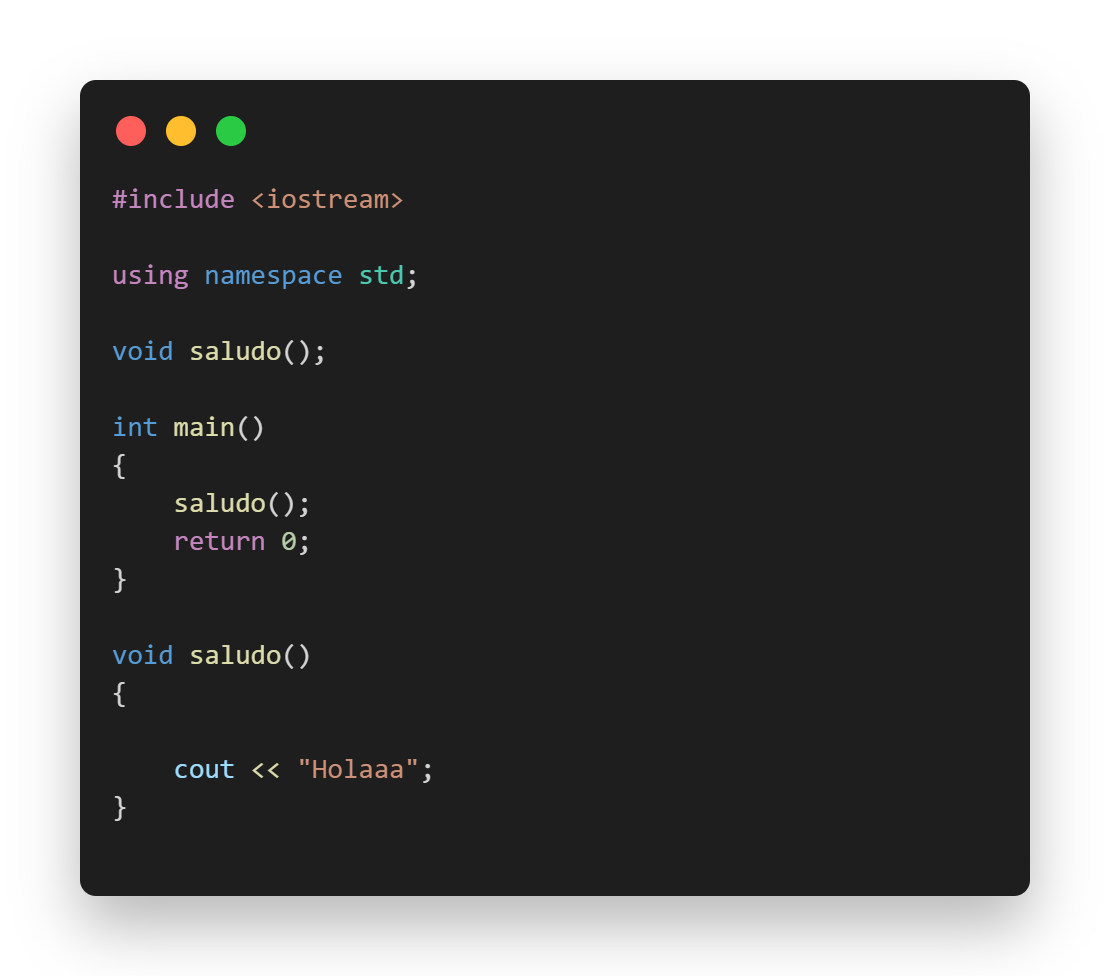 #include <iostream>
using namespace std;
void saludo();
int main()
{
    saludo();
    return 0;
}
void saludo()
{
    cout << "Holaaa";
}